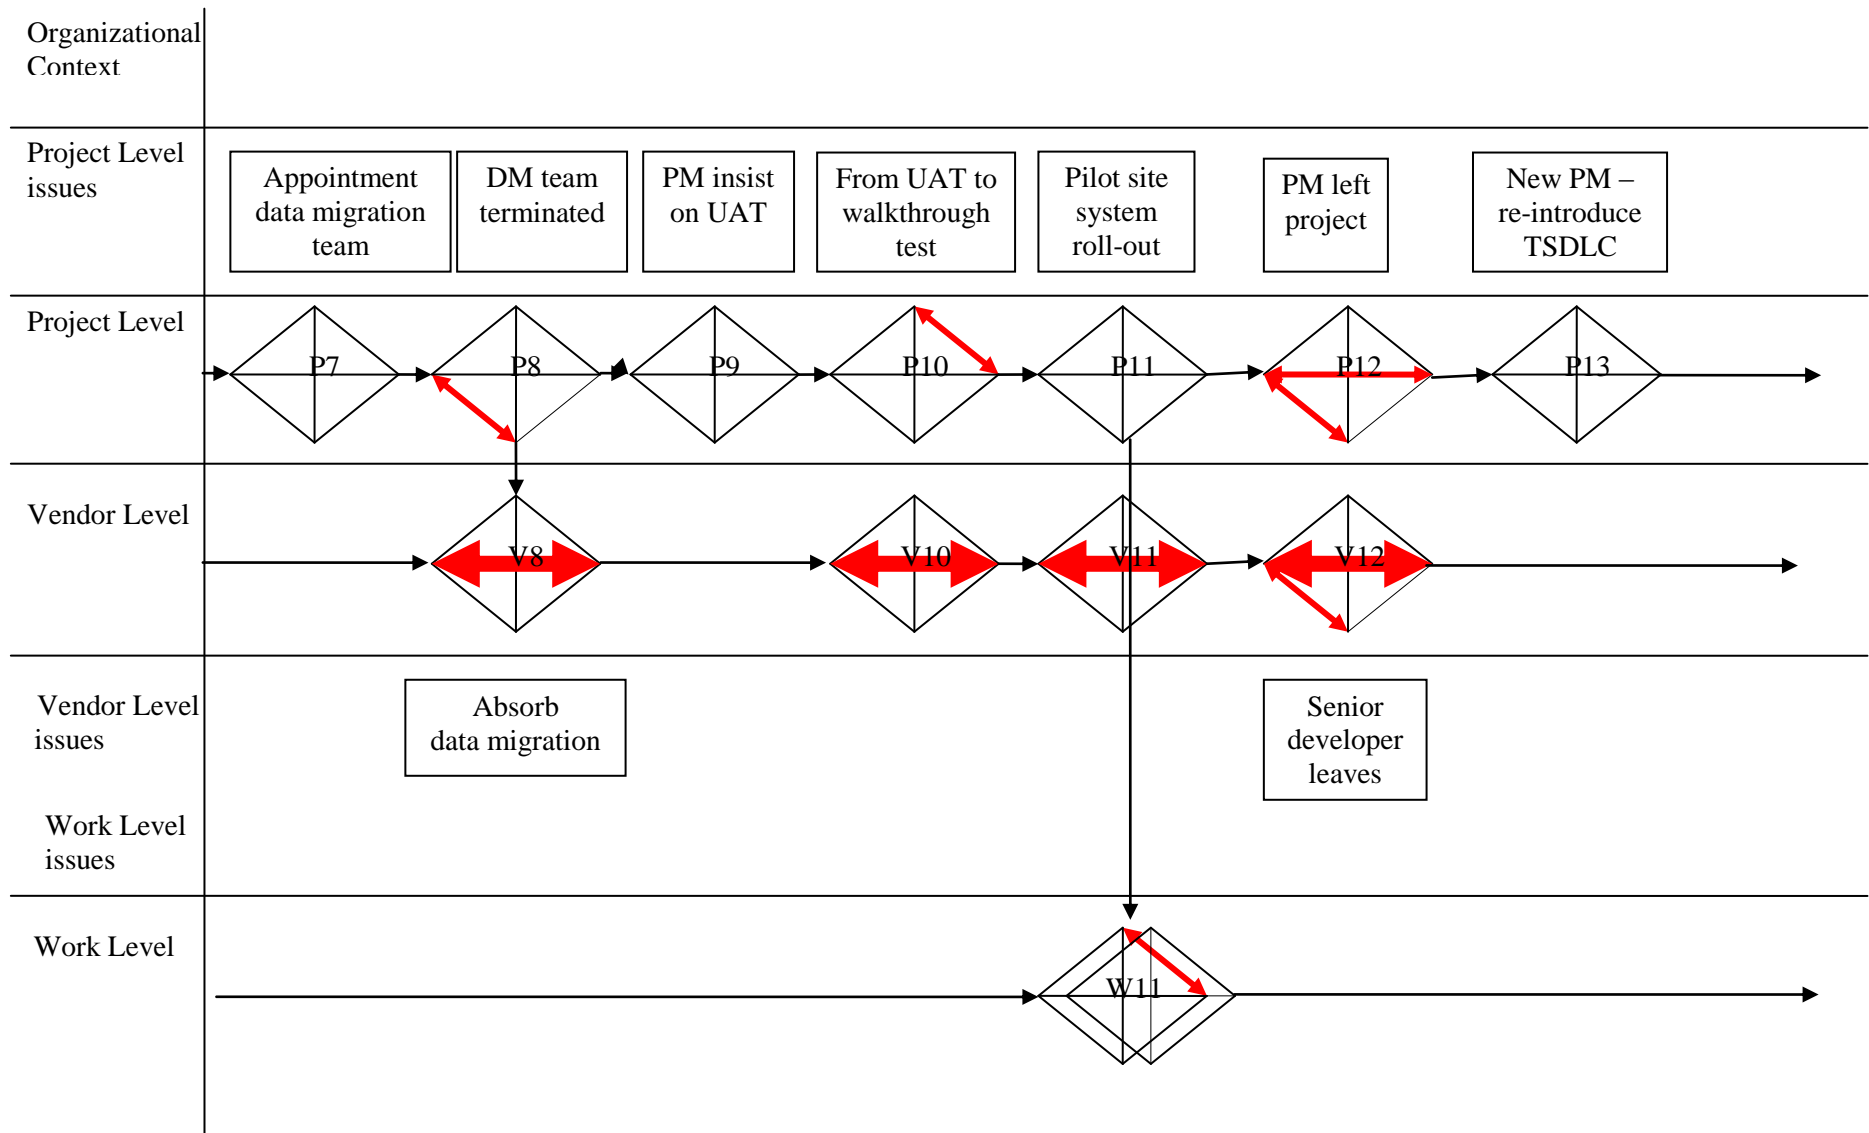 Organizational
Context
Project Level
issues
Appointment
data migration
team
DM team
terminated
PM insist
on UAT
From UAT to
walkthrough
test
Pilot site
system
roll-out
PM left
project
New PM –
re-introduce
TSDLC
Project Level
P7
P8
P9
P10
P11
P12
P13
Vendor Level
V8
V10
V11
V12
Vendor Level
issues
Absorb
data migration
Senior
developer
leaves
Work Level
issues
Work Level
W11